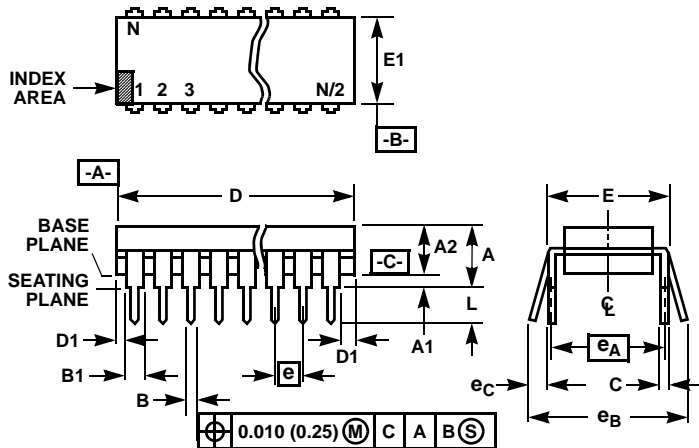 N
INDEX
AREA
1 2 3 N/2
E1
-B-
-A-
D
E
BASE
PLANE
A2
A
-C-
SEATING
PLANE
L
℄
D1
A1
D1
e
eA
B1
eC
C
B
eB
⌖ 0.010 (0.25) Ⓜ C A B Ⓢ